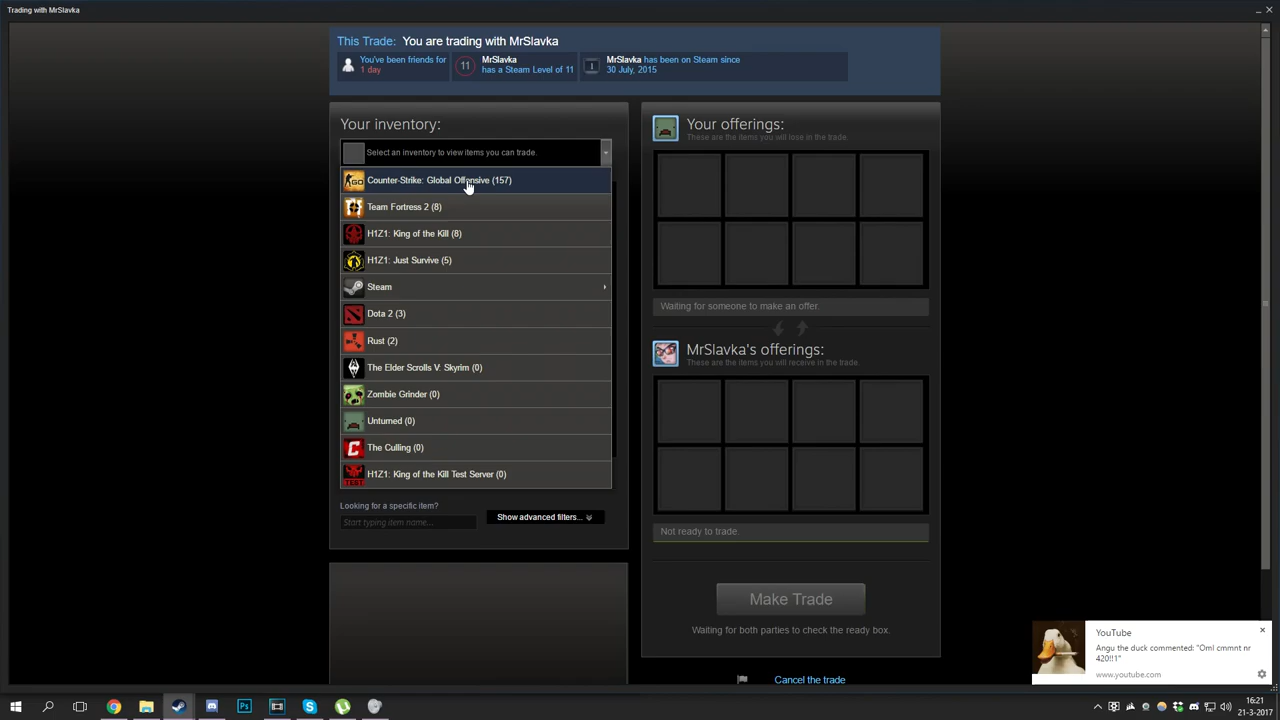 Trading with MrSlavka
This Trade: You are trading with MrSlavka
You've been friends for
1 day
11
MrSlavka
has a Steam Level of 11
MrSlavka has been on Steam since
30 July, 2015
Your inventory:
Select an inventory to view items you can trade.
Counter-Strike: Global Offensive (157)
Team Fortress 2 (8)
H1Z1: King of the Kill (8)
H1Z1: Just Survive (5)
Steam
Dota 2 (3)
Rust (2)
The Elder Scrolls V: Skyrim (0)
Zombie Grinder (0)
Unturned (0)
The Culling (0)
TEST
H1Z1: King of the Kill Test Server (0)
Looking for a specific item?
Start typing item name...
Show advanced filters...
Your offerings:
These are the items you will lose in the trade.
Waiting for someone to make an offer.
MrSlavka's offerings:
These are the items you will receive in the trade.
Not ready to trade.
Make Trade
Waiting for both parties to check the ready box.
Cancel the trade
YouTube
Angu the duck commented: "Oml cmmnt nr
420!!1"
www.youtube.com
16:21
21-3-2017